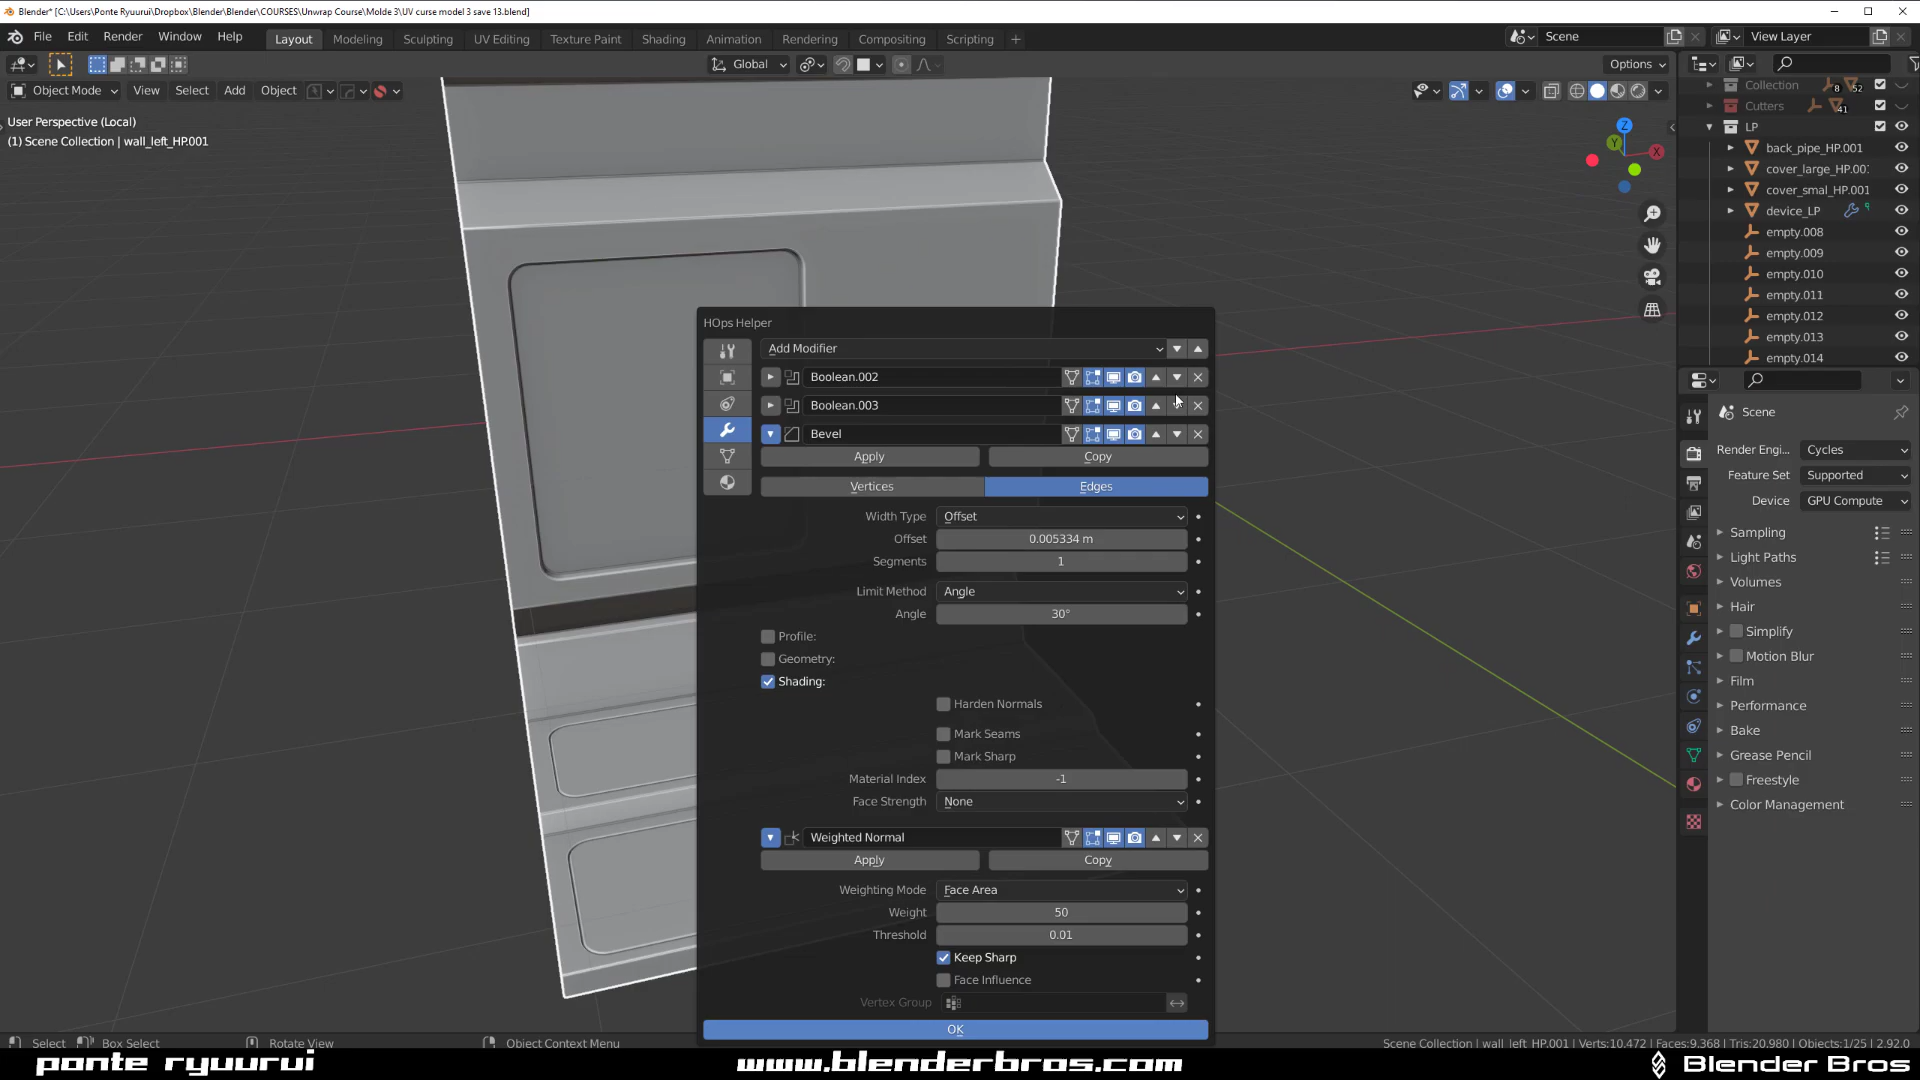 Blender* [C:\Users\Ponte Ryuurui\Dropbox\Blender\Blender\COURSES\Unwrap Course\Molde 3\UV curse model 3 save 13.blend]
File Edit Render Window Help Layout Modeling Sculpting UV Editing Texture Paint Shading Animation Rendering Compositing Scripting + Scene View Layer
Global Options
Object Mode View Select Add Object
User Perspective (Local)
(1) Scene Collection | wall_left_HP.001
Z
Y
X
Collection 8 52
Cutters 41
LP
back_pipe_HP.001
cover_large_HP.00
cover_smal_HP.001
device_LP
empty.008
empty.009
empty.010
empty.011
empty.012
empty.013
empty.014
HOps Helper
Add Modifier
Boolean.002
Boolean.003
Bevel
Apply Copy
Vertices Edges
Width Type Offset
Offset 0.005334 m
Segments 1
Limit Method Angle
Angle 30°
Profile:
Geometry:
Shading:
Harden Normals
Mark Seams
Mark Sharp
Material Index -1
Face Strength None
Weighted Normal
Apply Copy
Weighting Mode Face Area
Weight 50
Threshold 0.01
Keep Sharp
Face Influence
Vertex Group
OK
Scene
Render Engi... Cycles
Feature Set Supported
Device GPU Compute
Sampling
Light Paths
Volumes
Hair
Simplify
Motion Blur
Film
Performance
Bake
Grease Pencil
Freestyle
Color Management
Select Box Select Rotate View Object Context Menu
Scene Collection | wall_left_HP.001 | Verts:10.472 | Faces:9.368 | Tris:20.980 | Objects:1/25 | 2.92.0
ponte ryuurui www.blenderbros.com Blender Bros